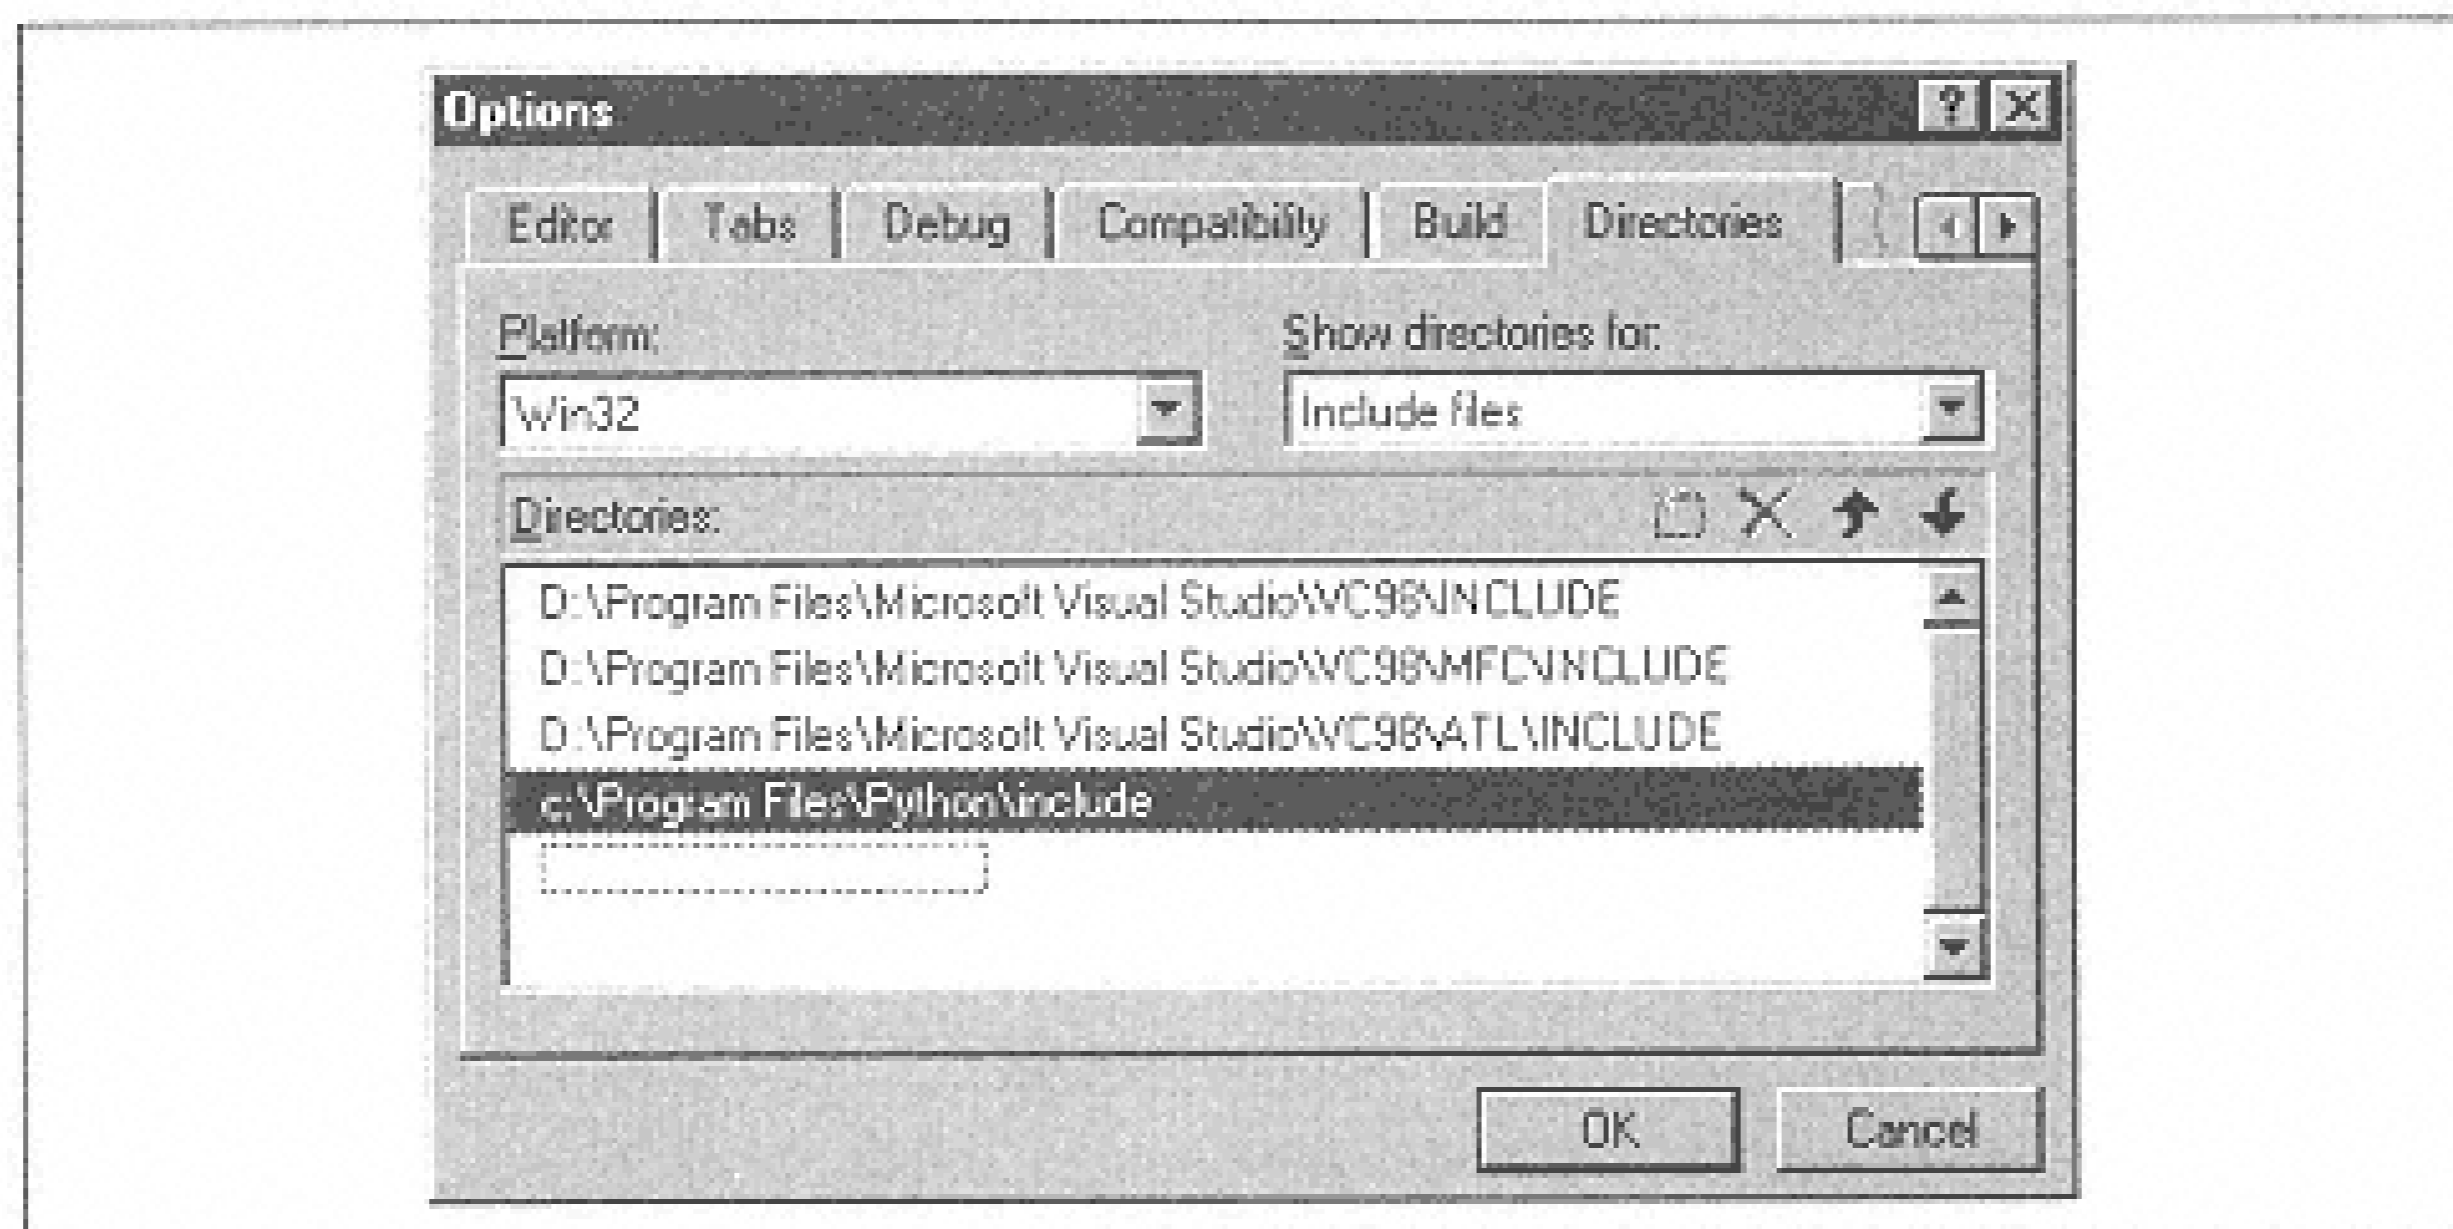 Options
Editor Tabs Debug Compatibility Build Directories
Platform: Show directories for:
Win32 Include files
Directories:
D:\Program Files\Microsoft Visual Studio\VC98\INCLUDE
D:\Program Files\Microsoft Visual Studio\VC98\MFC\INCLUDE
D:\Program Files\Microsoft Visual Studio\VC98\ATL\INCLUDE
c:\Program Files\Python\include
OK Cancel